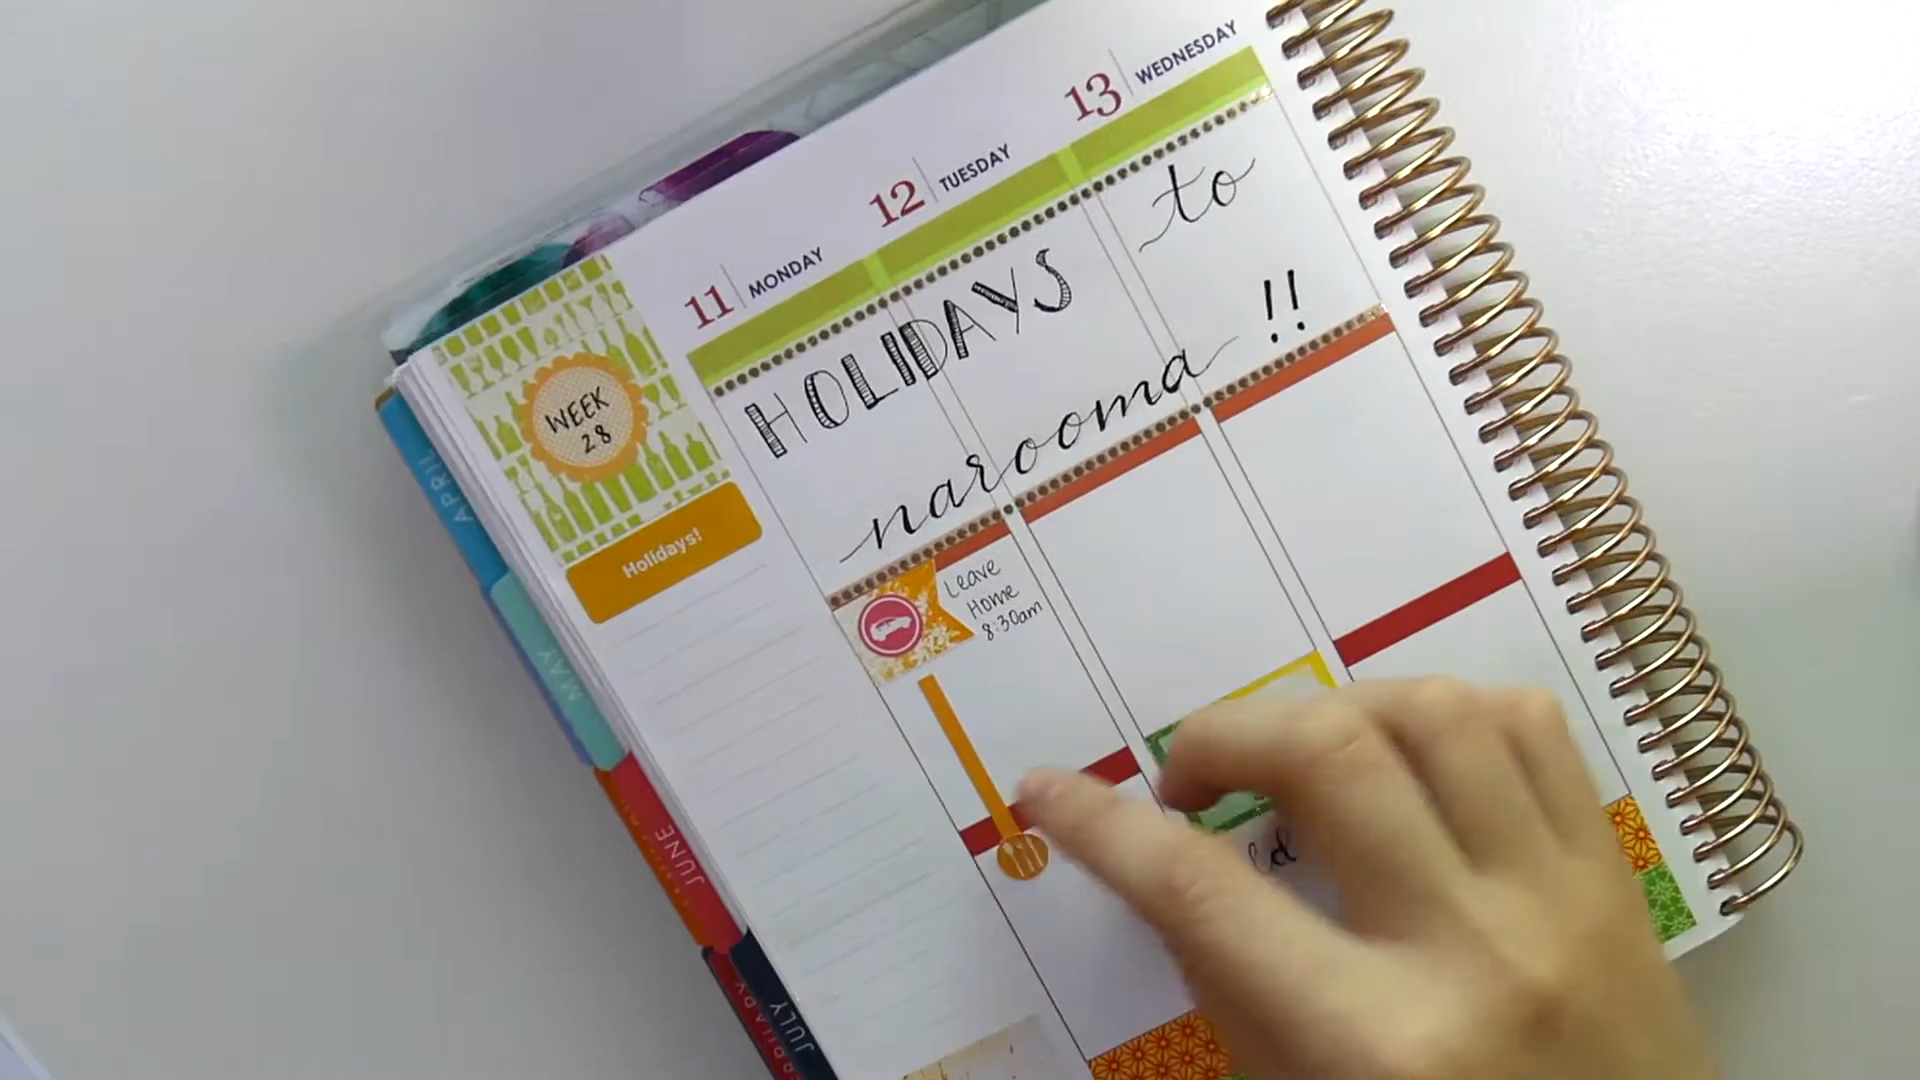 11 MONDAY
12 TUESDAY
13 WEDNESDAY
HOLIDAYS to
narooma !!
WEEK
28
Holidays!
Leave
Home
8:30am
APRIL
MAY
JUNE
JULY